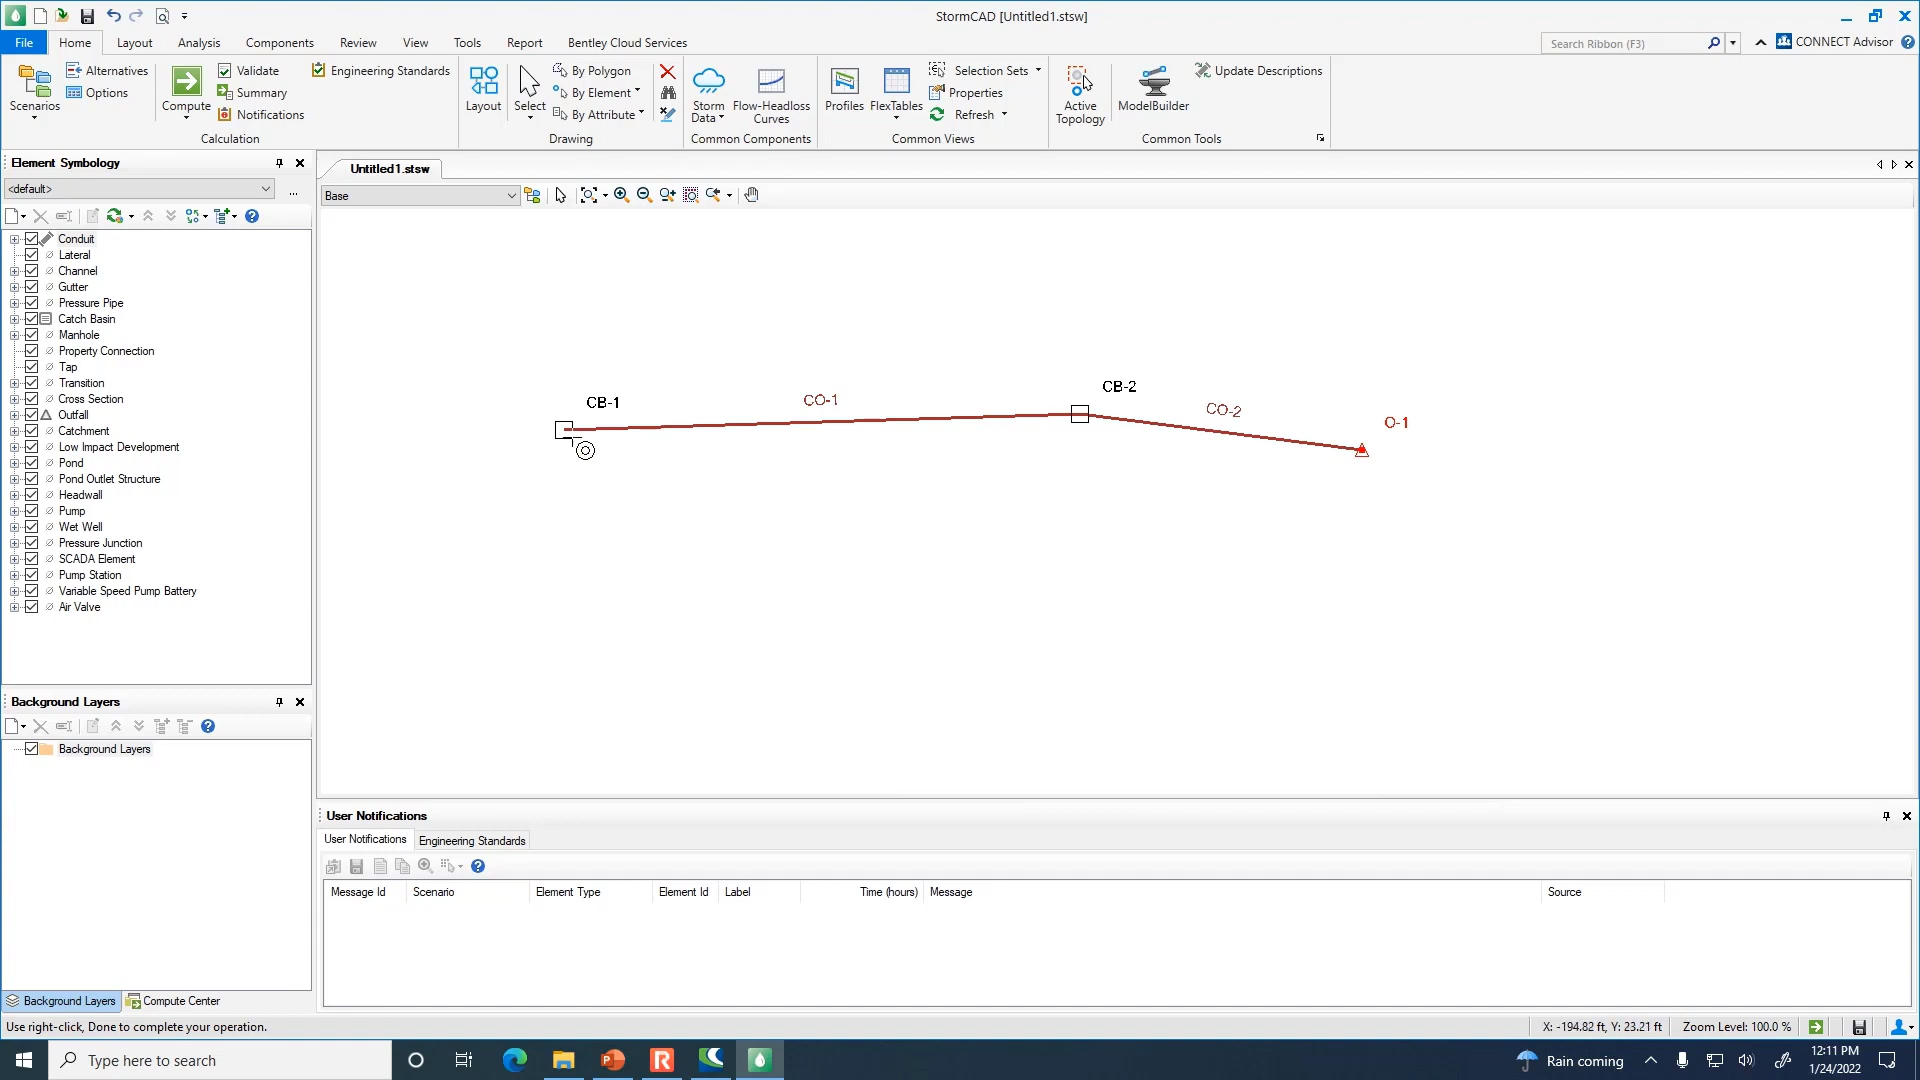 StormCAD [Untitled1.stsw]
File Home Layout Analysis Components Review View Tools Report Bentley Cloud Services
Search Ribbon (F3)
CONNECT Advisor
Scenarios
Alternatives
Options
Compute
Validate
Summary
Notifications
Engineering Standards
Calculation
Layout
Select
By Polygon
By Element
By Attribute
Drawing
Storm Data
Flow-Headloss Curves
Common Components
Profiles
FlexTables
Selection Sets
Properties
Refresh
Common Views
Active Topology
ModelBuilder
Update Descriptions
Common Tools
Element Symbology
<default>
...
Conduit
Lateral
Channel
Gutter
Pressure Pipe
Catch Basin
Manhole
Property Connection
Tap
Transition
Cross Section
Outfall
Catchment
Low Impact Development
Pond
Pond Outlet Structure
Headwall
Pump
Wet Well
Pressure Junction
SCADA Element
Pump Station
Variable Speed Pump Battery
Air Valve
Background Layers
Background Layers
Background Layers
Compute Center
Untitled1.stsw
Base
CB-1
CO-1
CB-2
CO-2
O-1
User Notifications
User Notifications
Engineering Standards
Message Id Scenario Element Type Element Id Label Time (hours) Message Source
Use right-click, Done to complete your operation.
X: -194.82 ft, Y: 23.21 ft
Zoom Level: 100.0 %
Type here to search
Rain coming
12:11 PM
1/24/2022